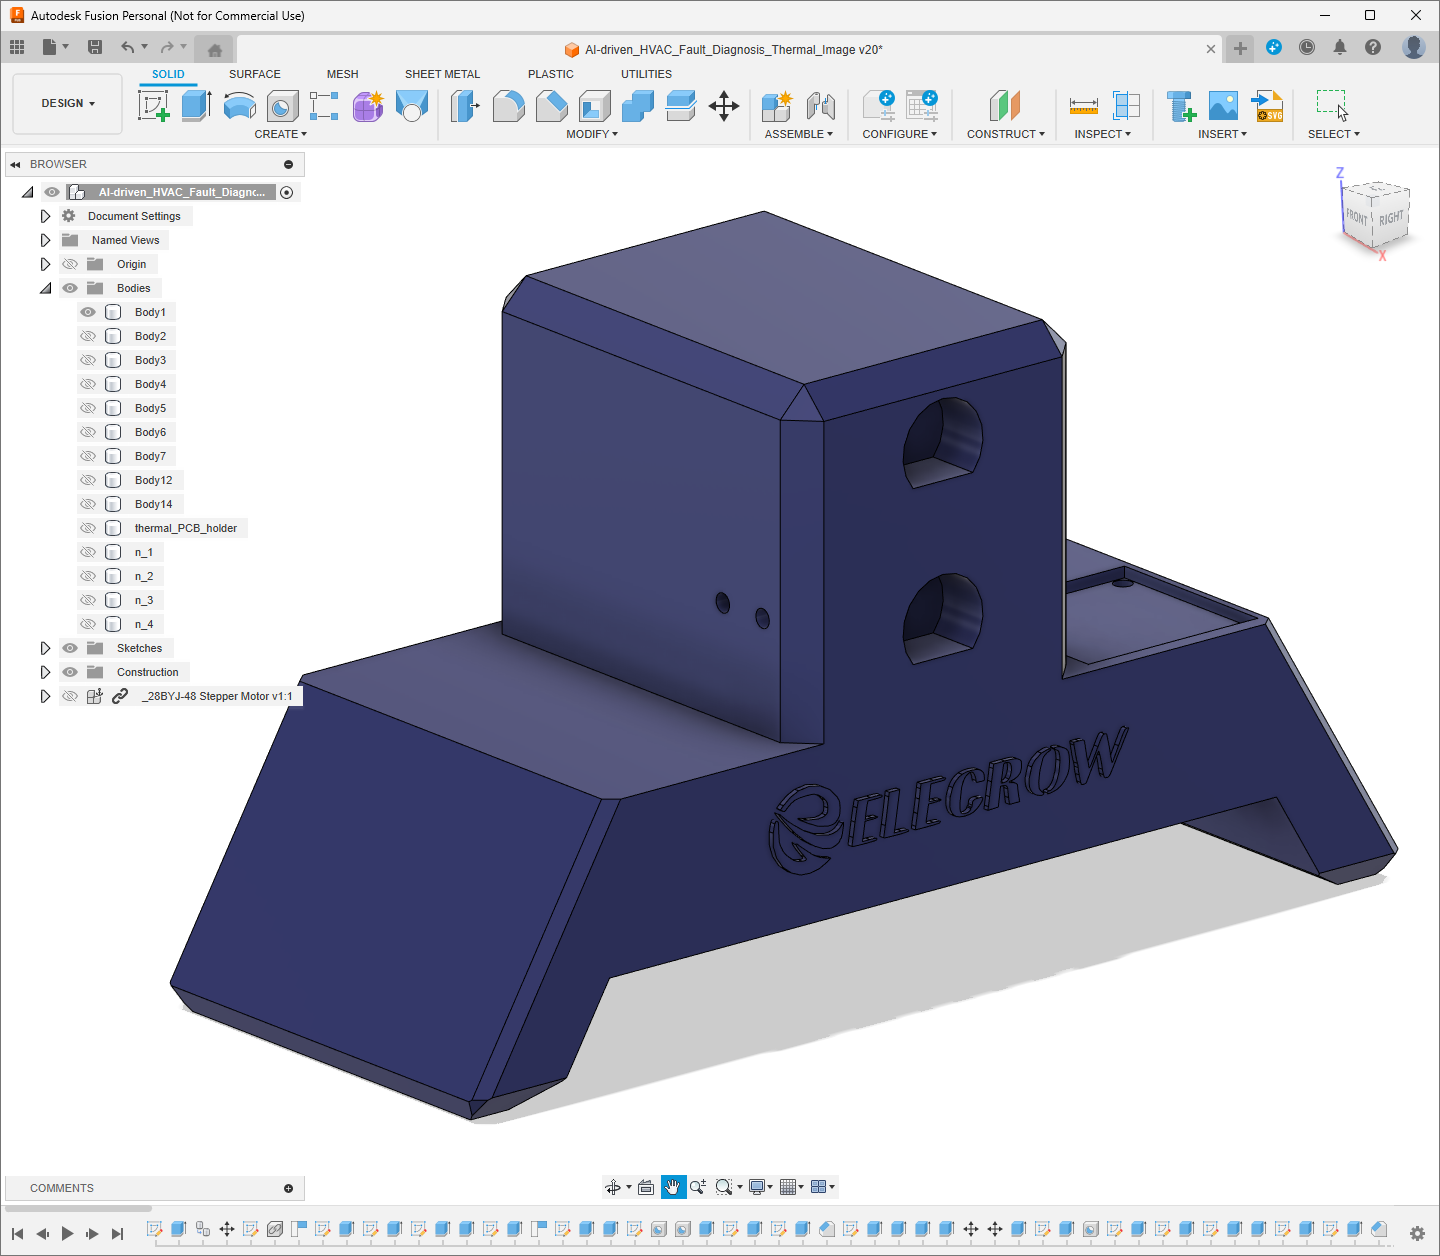 Autodesk Fusion Personal (Not for Commercial Use)
AI-driven_HVAC_Fault_Diagnosis_Thermal_Image v20*
SOLID SURFACE MESH SHEET METAL PLASTIC UTILITIES
DESIGN
CREATE MODIFY ASSEMBLE CONFIGURE CONSTRUCT INSPECT INSERT SELECT
SVG
BROWSER
AI-driven_HVAC_Fault_Diagnc...
Document Settings
Named Views
Origin
Bodies
Body1
Body2
Body3
Body4
Body5
Body6
Body7
Body12
Body14
thermal_PCB_holder
n_1
n_2
n_3
n_4
Sketches
Construction
_28BYJ-48 Stepper Motor v1:1
Z
FRONT RIGHT
X
ELECROW
COMMENTS